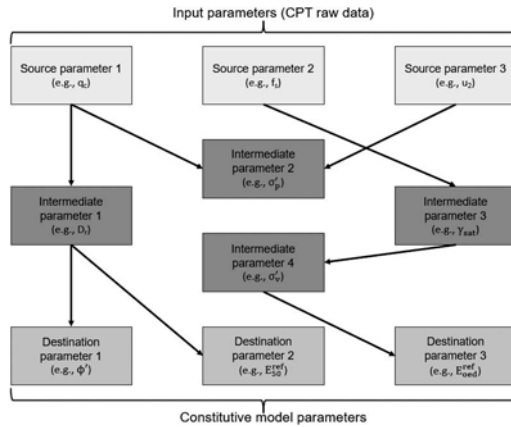 Input parameters (CPT raw data)
Source parameter 1
(e.g., q_c)
Source parameter 2
(e.g., f_s)
Source parameter 3
(e.g., u_2)
Intermediate
parameter 2
(e.g., σ′_p)
Intermediate
parameter 1
(e.g., D_r)
Intermediate
parameter 3
(e.g., γ_sat)
Intermediate
parameter 4
(e.g., σ′_v)
Destination
parameter 1
(e.g., ϕ′)
Destination
parameter 2
(e.g., E_50^ref)
Destination
parameter 3
(e.g., E_oed^ref)
Constitutive model parameters